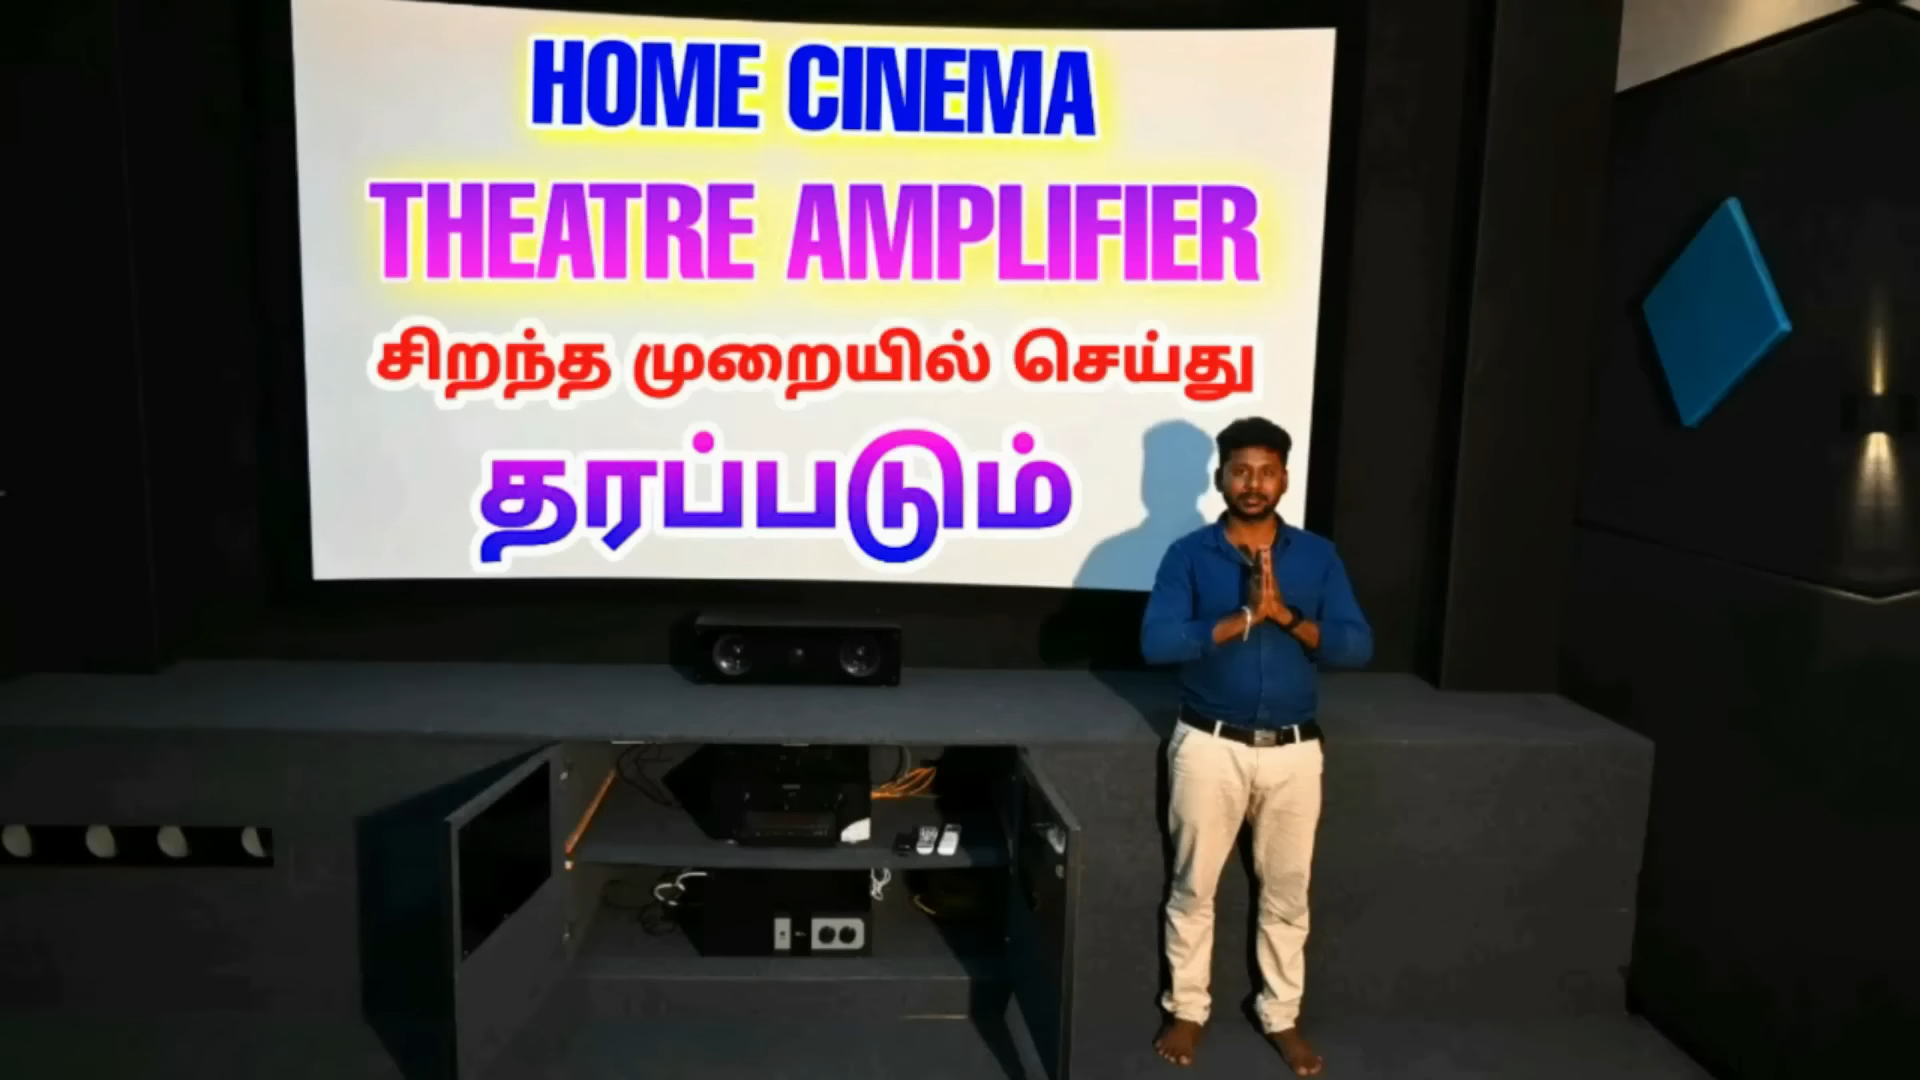 HOME CINEMA
THEATRE AMPLIFIER
சிறந்த முறையில் செய்து
தரப்படும்